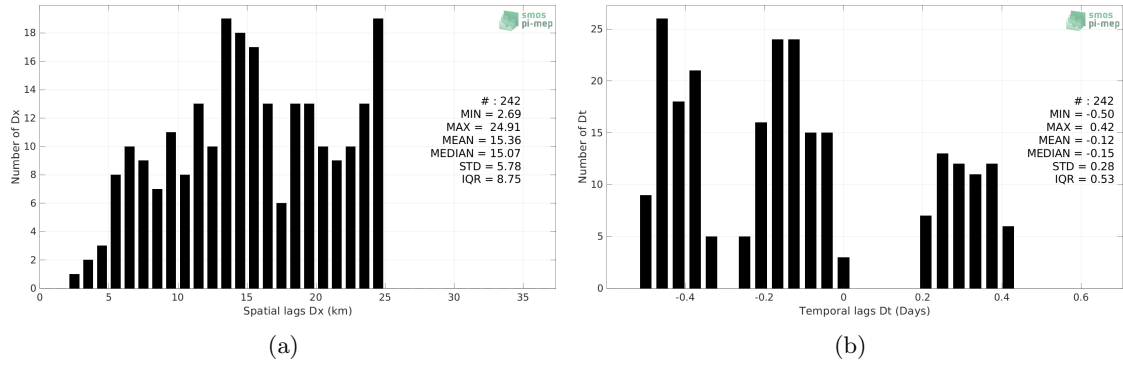 smos
pi-mep
18
16
14
12
10
8
6
4
2
0
Number of Dx
# : 242
MIN = 2.69
MAX = 24.91
MEAN = 15.36
MEDIAN = 15.07
STD = 5.78
IQR = 8.75
0 5 10 15 20 25 30 35
Spatial lags Dx (km)
(a)
smos
pi-mep
25
20
15
10
5
0
Number of Dt
# : 242
MIN = -0.50
MAX = 0.42
MEAN = -0.12
MEDIAN = -0.15
STD = 0.28
IQR = 0.53
-0.4 -0.2 0 0.2 0.4 0.6
Temporal lags Dt (Days)
(b)